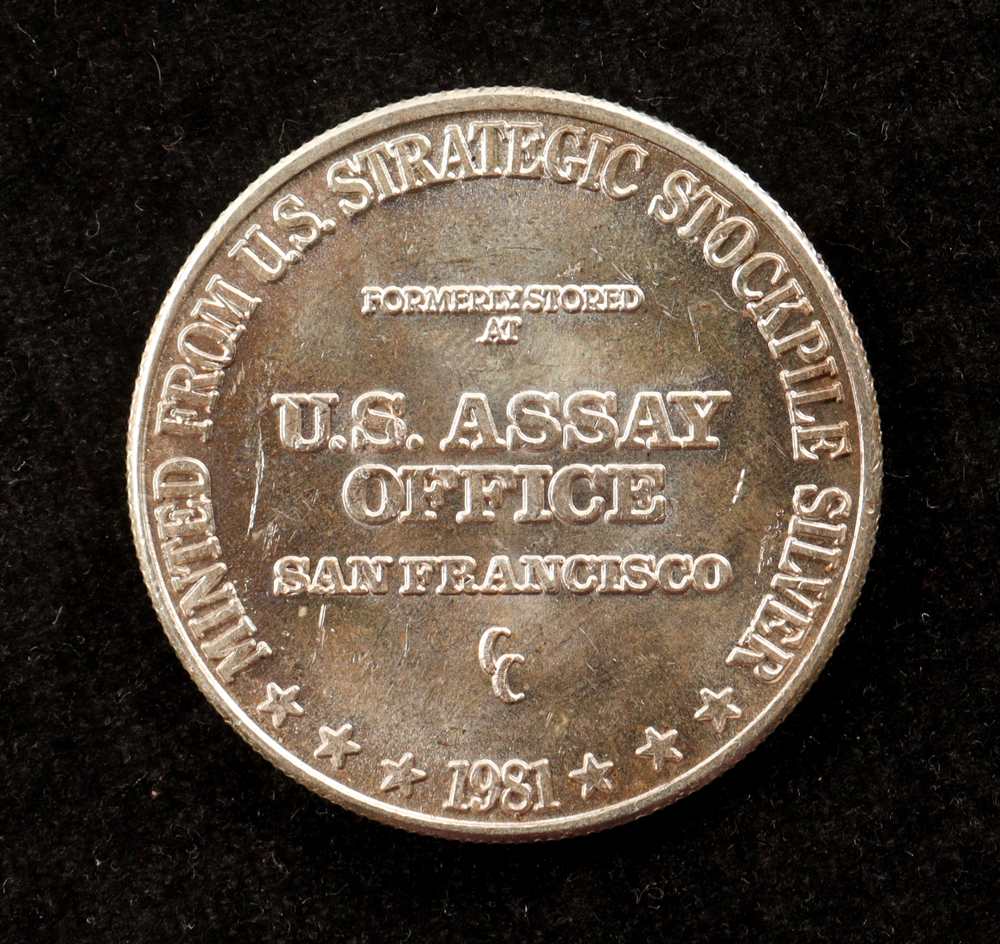 MINTED FROM U.S. STRATEGIC STOCKPILE SILVER
FORMERLY STORED
AT
U.S. ASSAY
OFFICE
SAN FRANCISCO
CC
1981